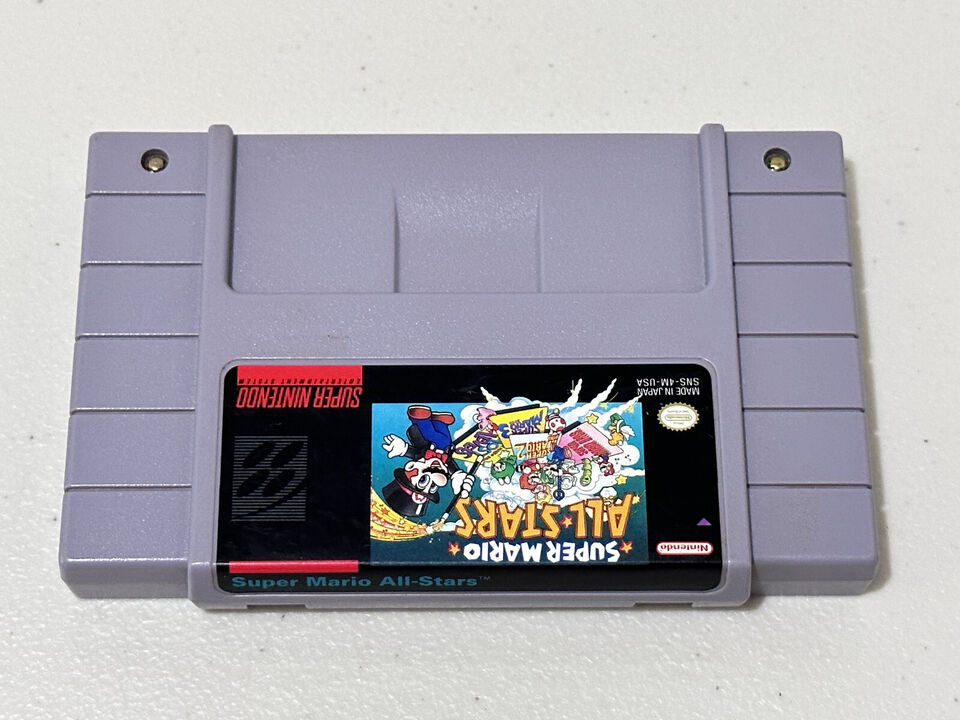 SUPER NINTENDO
ENTERTAINMENT SYSTEM
MADE IN JAPAN
SNS-4M-USA
SUPER MARIO
ALL★STARS
Nintendo
Super Mario All-Stars™